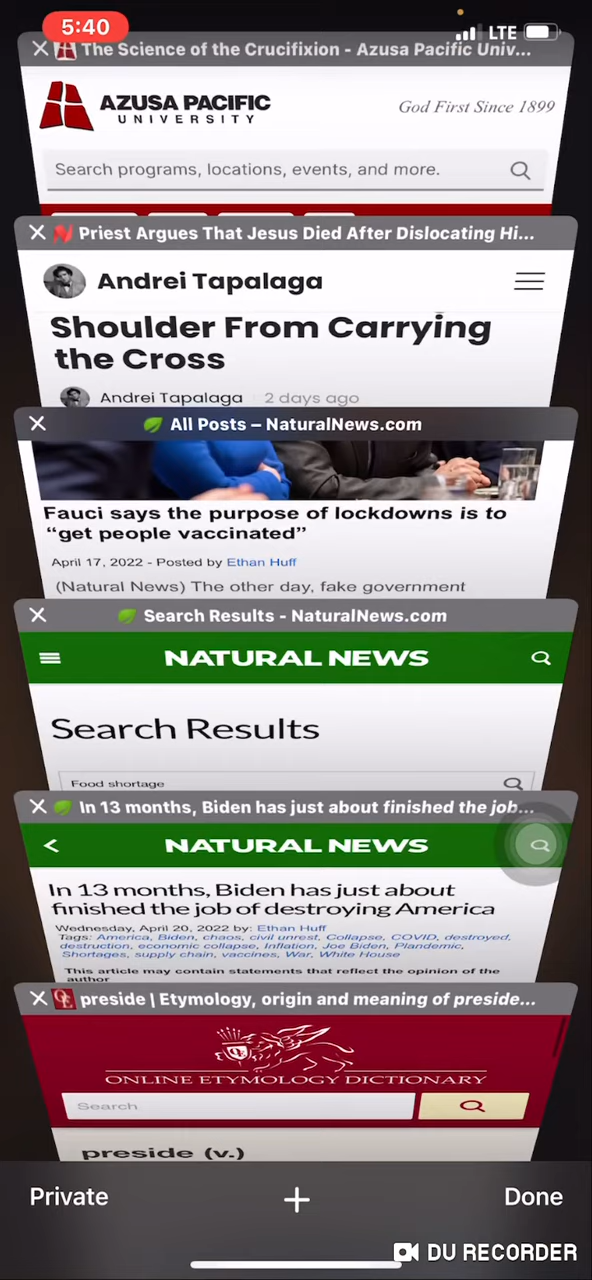 5:40
LTE
The Science of the Crucifixion - Azusa Pacific Univ...
AZUSA PACIFIC
UNIVERSITY
God First Since 1899
Search programs, locations, events, and more.
Priest Argues That Jesus Died After Dislocating Hi...
Andrei Tapalaga
Shoulder From Carrying
the Cross
Andrei Tapalaga 2 days ago
All Posts – NaturalNews.com
Fauci says the purpose of lockdowns is to
“get people vaccinated”
April 17, 2022 - Posted by Ethan Huff
(Natural News) The other day, fake government
Search Results - NaturalNews.com
NATURAL NEWS
Search Results
Food shortage
In 13 months, Biden has just about finished the job...
NATURAL NEWS
In 13 months, Biden has just about
finished the job of destroying America
Wednesday, April 20, 2022 by: Ethan Huff
Tags: America, Biden, chaos, civil unrest, Collapse, COVID, destroyed,
destruction, economic collapse, Inflation, Joe Biden, Plandemic,
Shortages, supply chain, vaccines, War, White House
This article may contain statements that reflect the opinion of the
author
preside | Etymology, origin and meaning of preside...
ONLINE ETYMOLOGY DICTIONARY
Search
preside (v.)
Private
Done
DU RECORDER